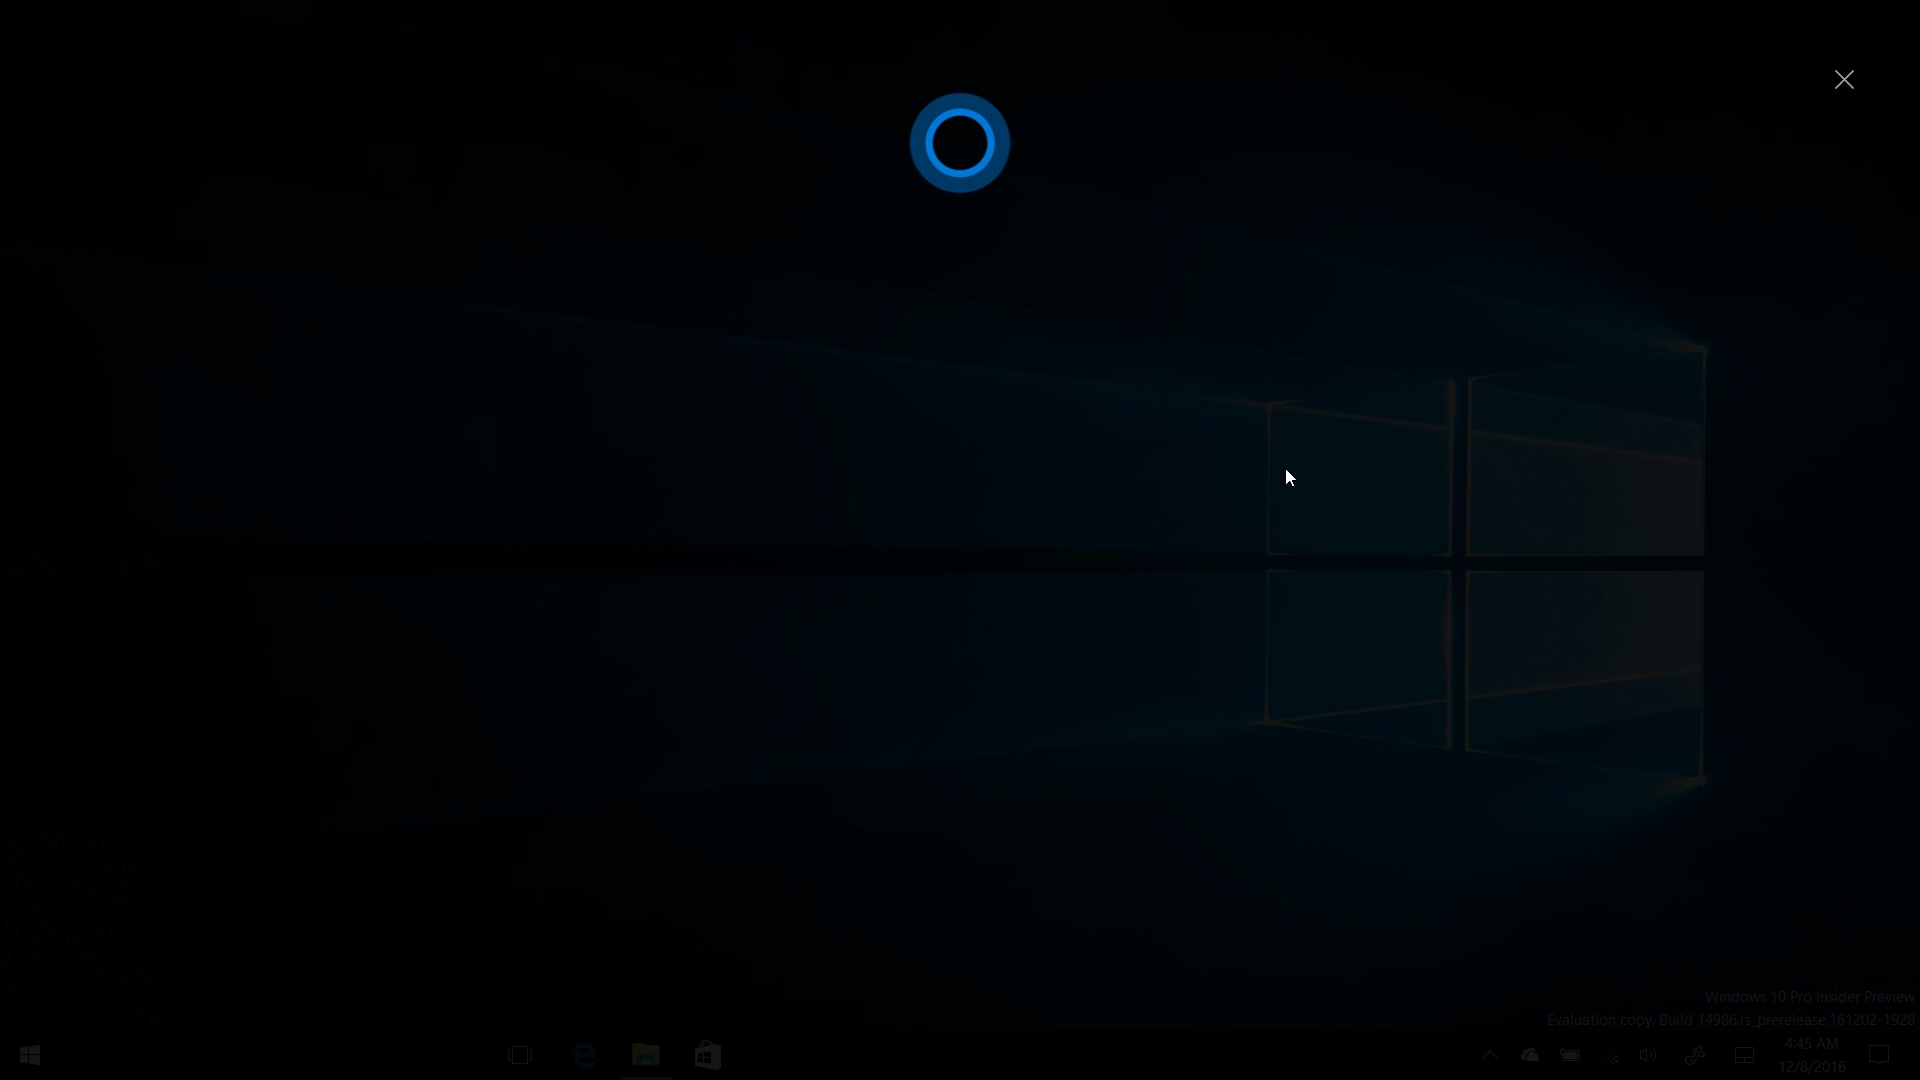 Windows 10 Pro Insider Preview
Evaluation copy. Build 14986.rs_prerelease.161202-1928
4:45 AM
12/8/2016